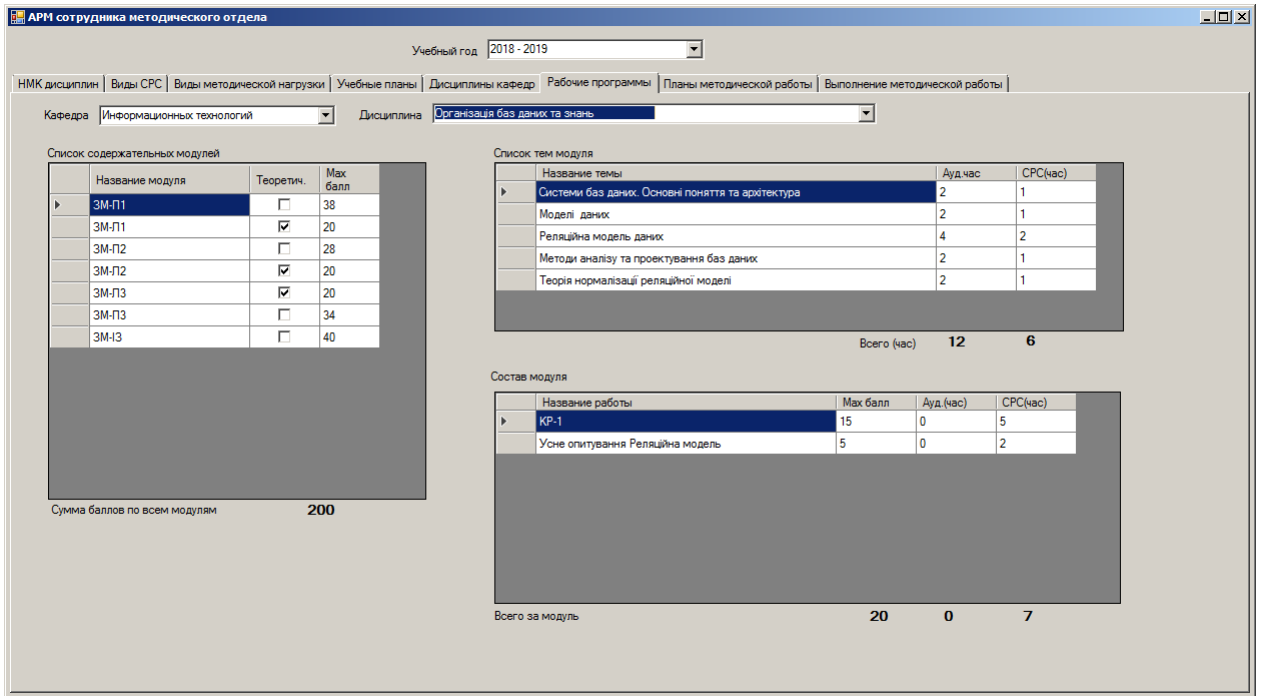 АРМ сотрудника методического отдела
Учебный год 2018 - 2019
НМК дисциплин Виды СРС Виды методической нагрузки Учебные планы Дисциплины кафедр Рабочие программы Планы методической работы Выполнение методической работы
Кафедра Информационных технологий Дисциплина Організація баз даних та знань
Список содержательных модулей
Название модуля Теоретич. Max балл
ЗМ-П1 38
ЗМ-П1 20
ЗМ-П2 28
ЗМ-П2 20
ЗМ-П3 20
ЗМ-П3 34
ЗМ-ІЗ 40
Сумма баллов по всем модулям 200
Список тем модуля
Название темы Ауд.час СРС(час)
Системи баз даних. Основні поняття та архітектура 2 1
Моделі даних 2 1
Реляційна модель даних 4 2
Методи аналізу та проектування баз даних 2 1
Теорія нормалізації реляційної моделі 2 1
Всего (час) 12 6
Состав модуля
Название работы Max балл Ауд.(час) СРС(час)
КР-1 15 0 5
Усне опитування Реляційна модель 5 0 2
Всего за модуль 20 0 7